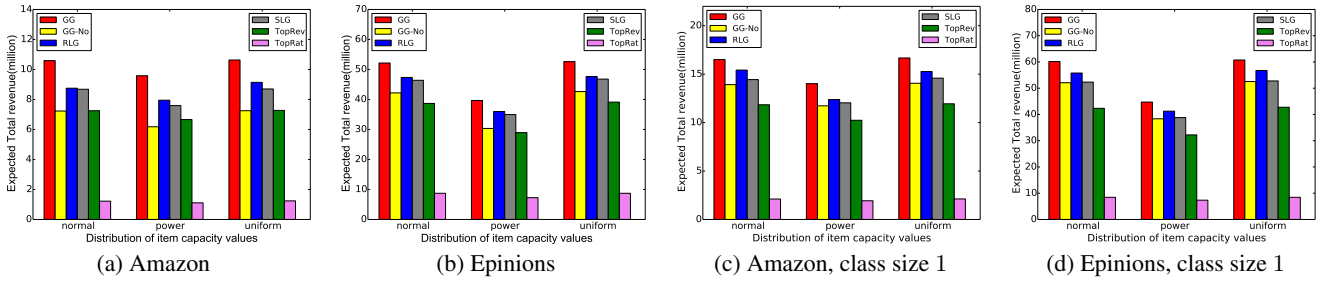 Expected Total revenue(million)
14
12
10
8
6
4
2
0
GG
GG-No
RLG
SLG
TopRev
TopRat
normal
power
uniform
Distribution of item capacity values
(a) Amazon
Expected Total revenue(million)
70
60
50
40
30
20
10
0
GG
GG-No
RLG
SLG
TopRev
TopRat
normal
power
uniform
Distribution of item capacity values
(b) Epinions
Expected Total revenue(million)
20
15
10
5
0
GG
GG-No
RLG
SLG
TopRev
TopRat
normal
power
uniform
Distribution of item capacity values
(c) Amazon, class size 1
Expected Total revenue(million)
80
70
60
50
40
30
20
10
0
GG
GG-No
RLG
SLG
TopRev
TopRat
normal
power
uniform
Distribution of item capacity values
(d) Epinions, class size 1